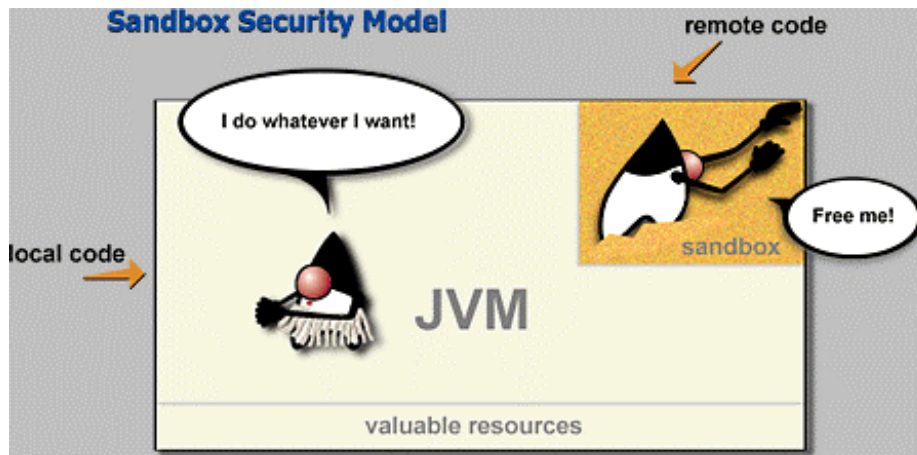 Sandbox Security Model
remote code
I do whatever I want!
Free me!
sandbox
local code
JVM
valuable resources